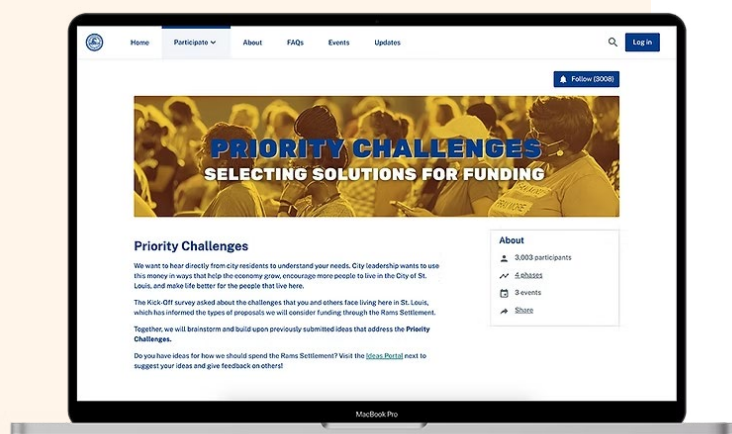 Home Participate About FAQs Events Updates Log in
Follow (3008)
PRIORITY CHALLENGES
SELECTING SOLUTIONS FOR FUNDING
Priority Challenges
We want to hear directly from city residents to understand your needs. City leadership wants to use
this money in ways that help the economy grow, encourage more people to live in the City of St.
Louis, and make life better for the people that live here.
The Kick-Off survey asked about the challenges that you and others face living here in St. Louis,
which has informed the types of proposals we will consider funding through the Rams Settlement.
Together, we will brainstorm and build upon previously submitted ideas that address the Priority
Challenges.
Do you have ideas for how we should spend the Rams Settlement? Visit the Ideas Portal next to
suggest your ideas and give feedback on others!
About
3,003 participants
4 phases
3 events
Share
MacBook Pro